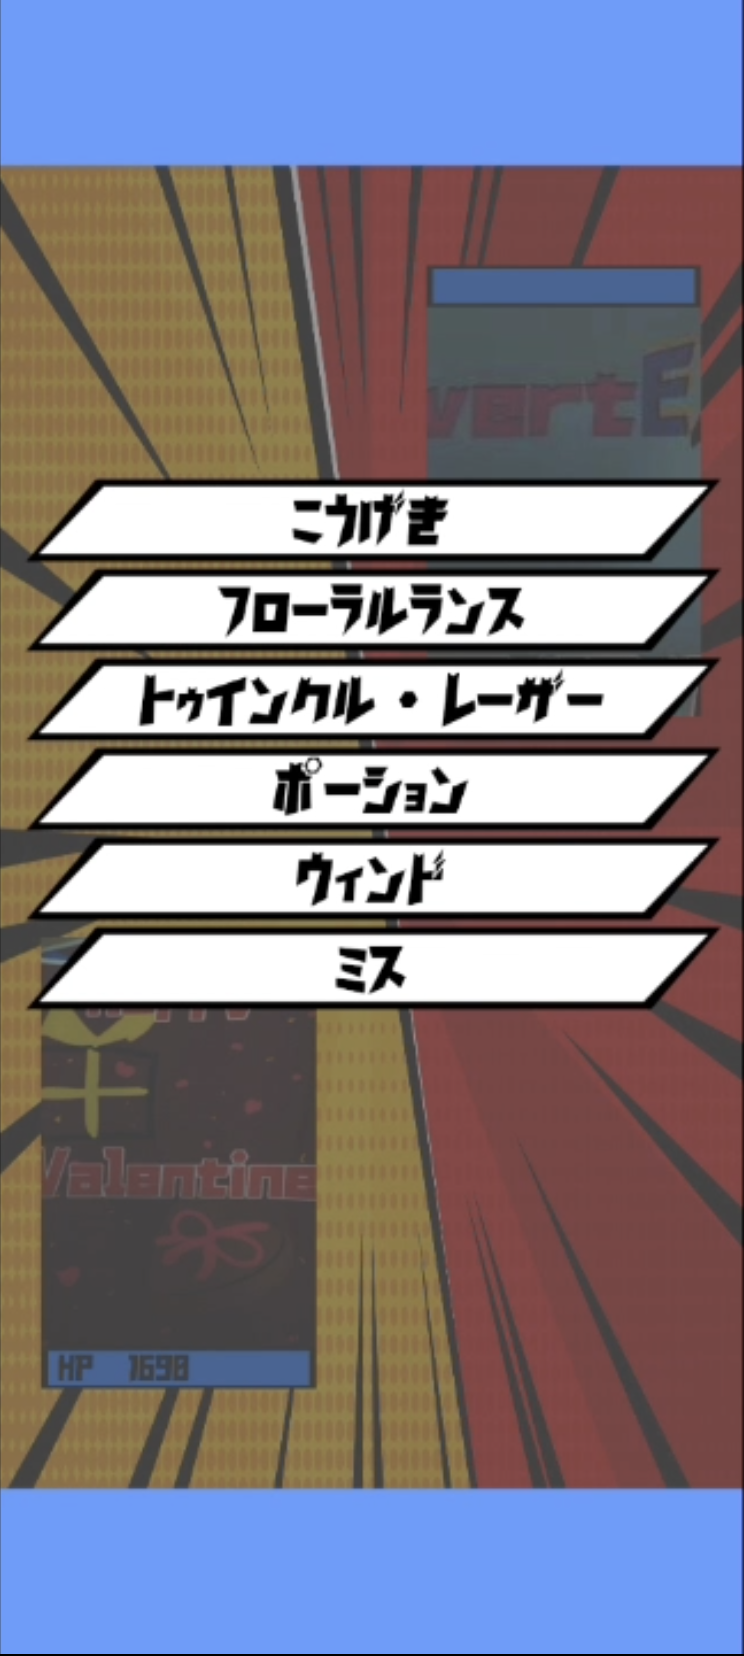 vertE
こうげき
フローラルランス
トゥインクル・レーザー
ポーション
ウィンド
ミス
Valentine
HP 1698